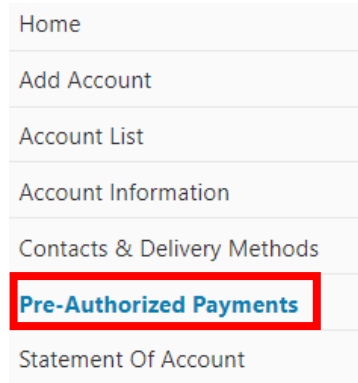 Home
Add Account
Account List
Account Information
Contacts & Delivery Methods
Pre-Authorized Payments
Statement Of Account